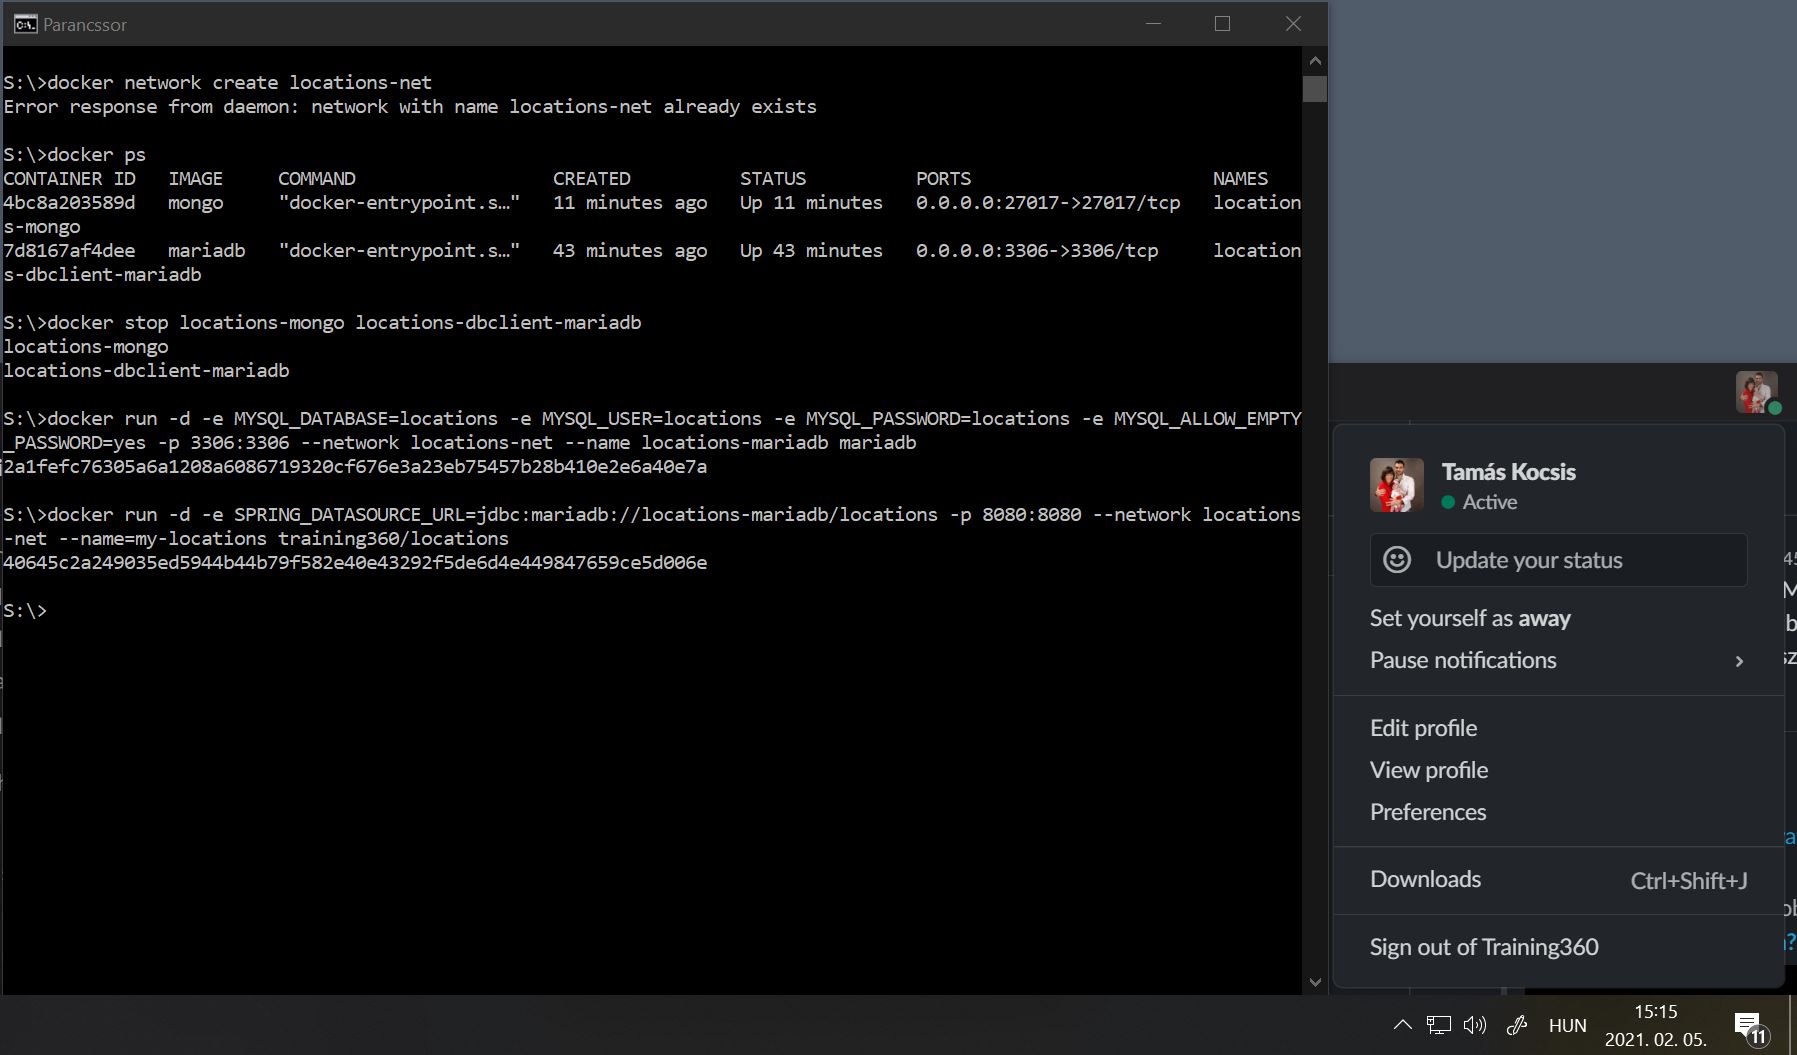 Parancssor
S:\>docker network create locations-net
Error response from daemon: network with name locations-net already exists
S:\>docker ps
CONTAINER ID   IMAGE     COMMAND                  CREATED          STATUS          PORTS                      NAMES
4bc8a203589d   mongo     "docker-entrypoint.s…"   11 minutes ago   Up 11 minutes   0.0.0.0:27017->27017/tcp   location
s-mongo
7d8167af4dee   mariadb   "docker-entrypoint.s…"   43 minutes ago   Up 43 minutes   0.0.0.0:3306->3306/tcp     location
s-dbclient-mariadb
S:\>docker stop locations-mongo locations-dbclient-mariadb
locations-mongo
locations-dbclient-mariadb
S:\>docker run -d -e MYSQL_DATABASE=locations -e MYSQL_USER=locations -e MYSQL_PASSWORD=locations -e MYSQL_ALLOW_EMPTY
_PASSWORD=yes -p 3306:3306 --network locations-net --name locations-mariadb mariadb
2a1fefc76305a6a1208a6086719320cf676e3a23eb75457b28b410e2e6a40e7a
S:\>docker run -d -e SPRING_DATASOURCE_URL=jdbc:mariadb://locations-mariadb/locations -p 8080:8080 --network locations
-net --name=my-locations training360/locations
40645c2a249035ed5944b44b79f582e40e43292f5de6d4e449847659ce5d006e
S:\>
Tamás Kocsis
Active
Update your status
Set yourself as away
Pause notifications
Edit profile
View profile
Preferences
Downloads Ctrl+Shift+J
Sign out of Training360
HUN
15:15
2021. 02. 05.
11